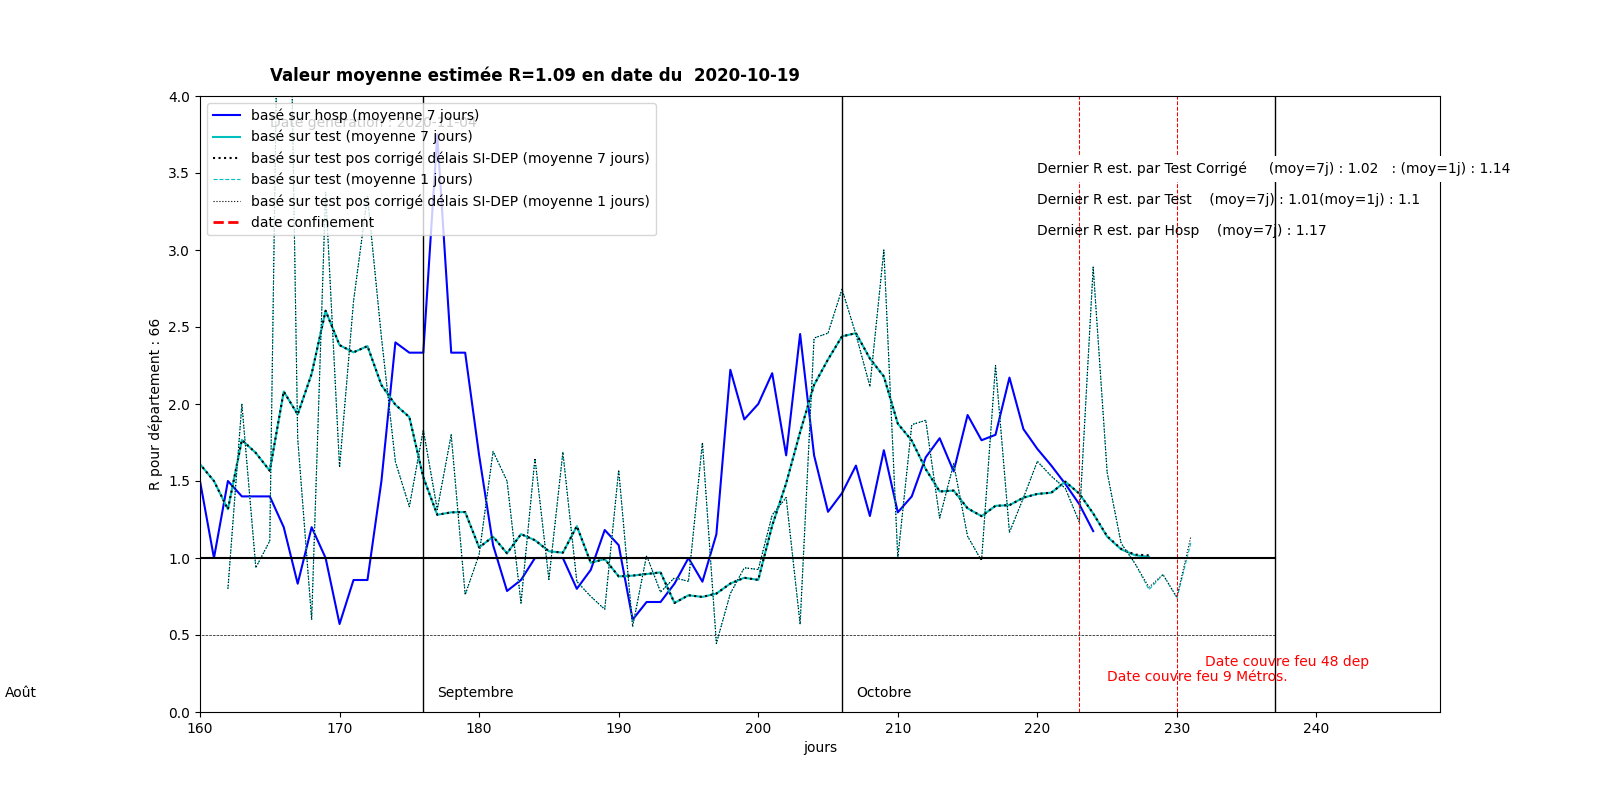 Valeur moyenne estimée R=1.09 en date du  2020-10-19
Date génération : 2020-11-04
basé sur hosp (moyenne 7 jours)
basé sur test (moyenne 7 jours)
basé sur test pos corrigé délais SI-DEP (moyenne 7 jours)
basé sur test (moyenne 1 jours)
basé sur test pos corrigé délais SI-DEP (moyenne 1 jours)
date confinement
Dernier R est. par Test Corrigé     (moy=7j) : 1.02   : (moy=1j) : 1.14
Dernier R est. par Test    (moy=7j) : 1.01(moy=1j) : 1.1
Dernier R est. par Hosp    (moy=7j) : 1.17
R pour département : 66
4.0
3.5
3.0
2.5
2.0
1.5
1.0
0.5
0.0
Date couvre feu 48 dep
Date couvre feu 9 Métros.
Août
Septembre
Octobre
160
170
180
190
200
210
220
230
240
jours